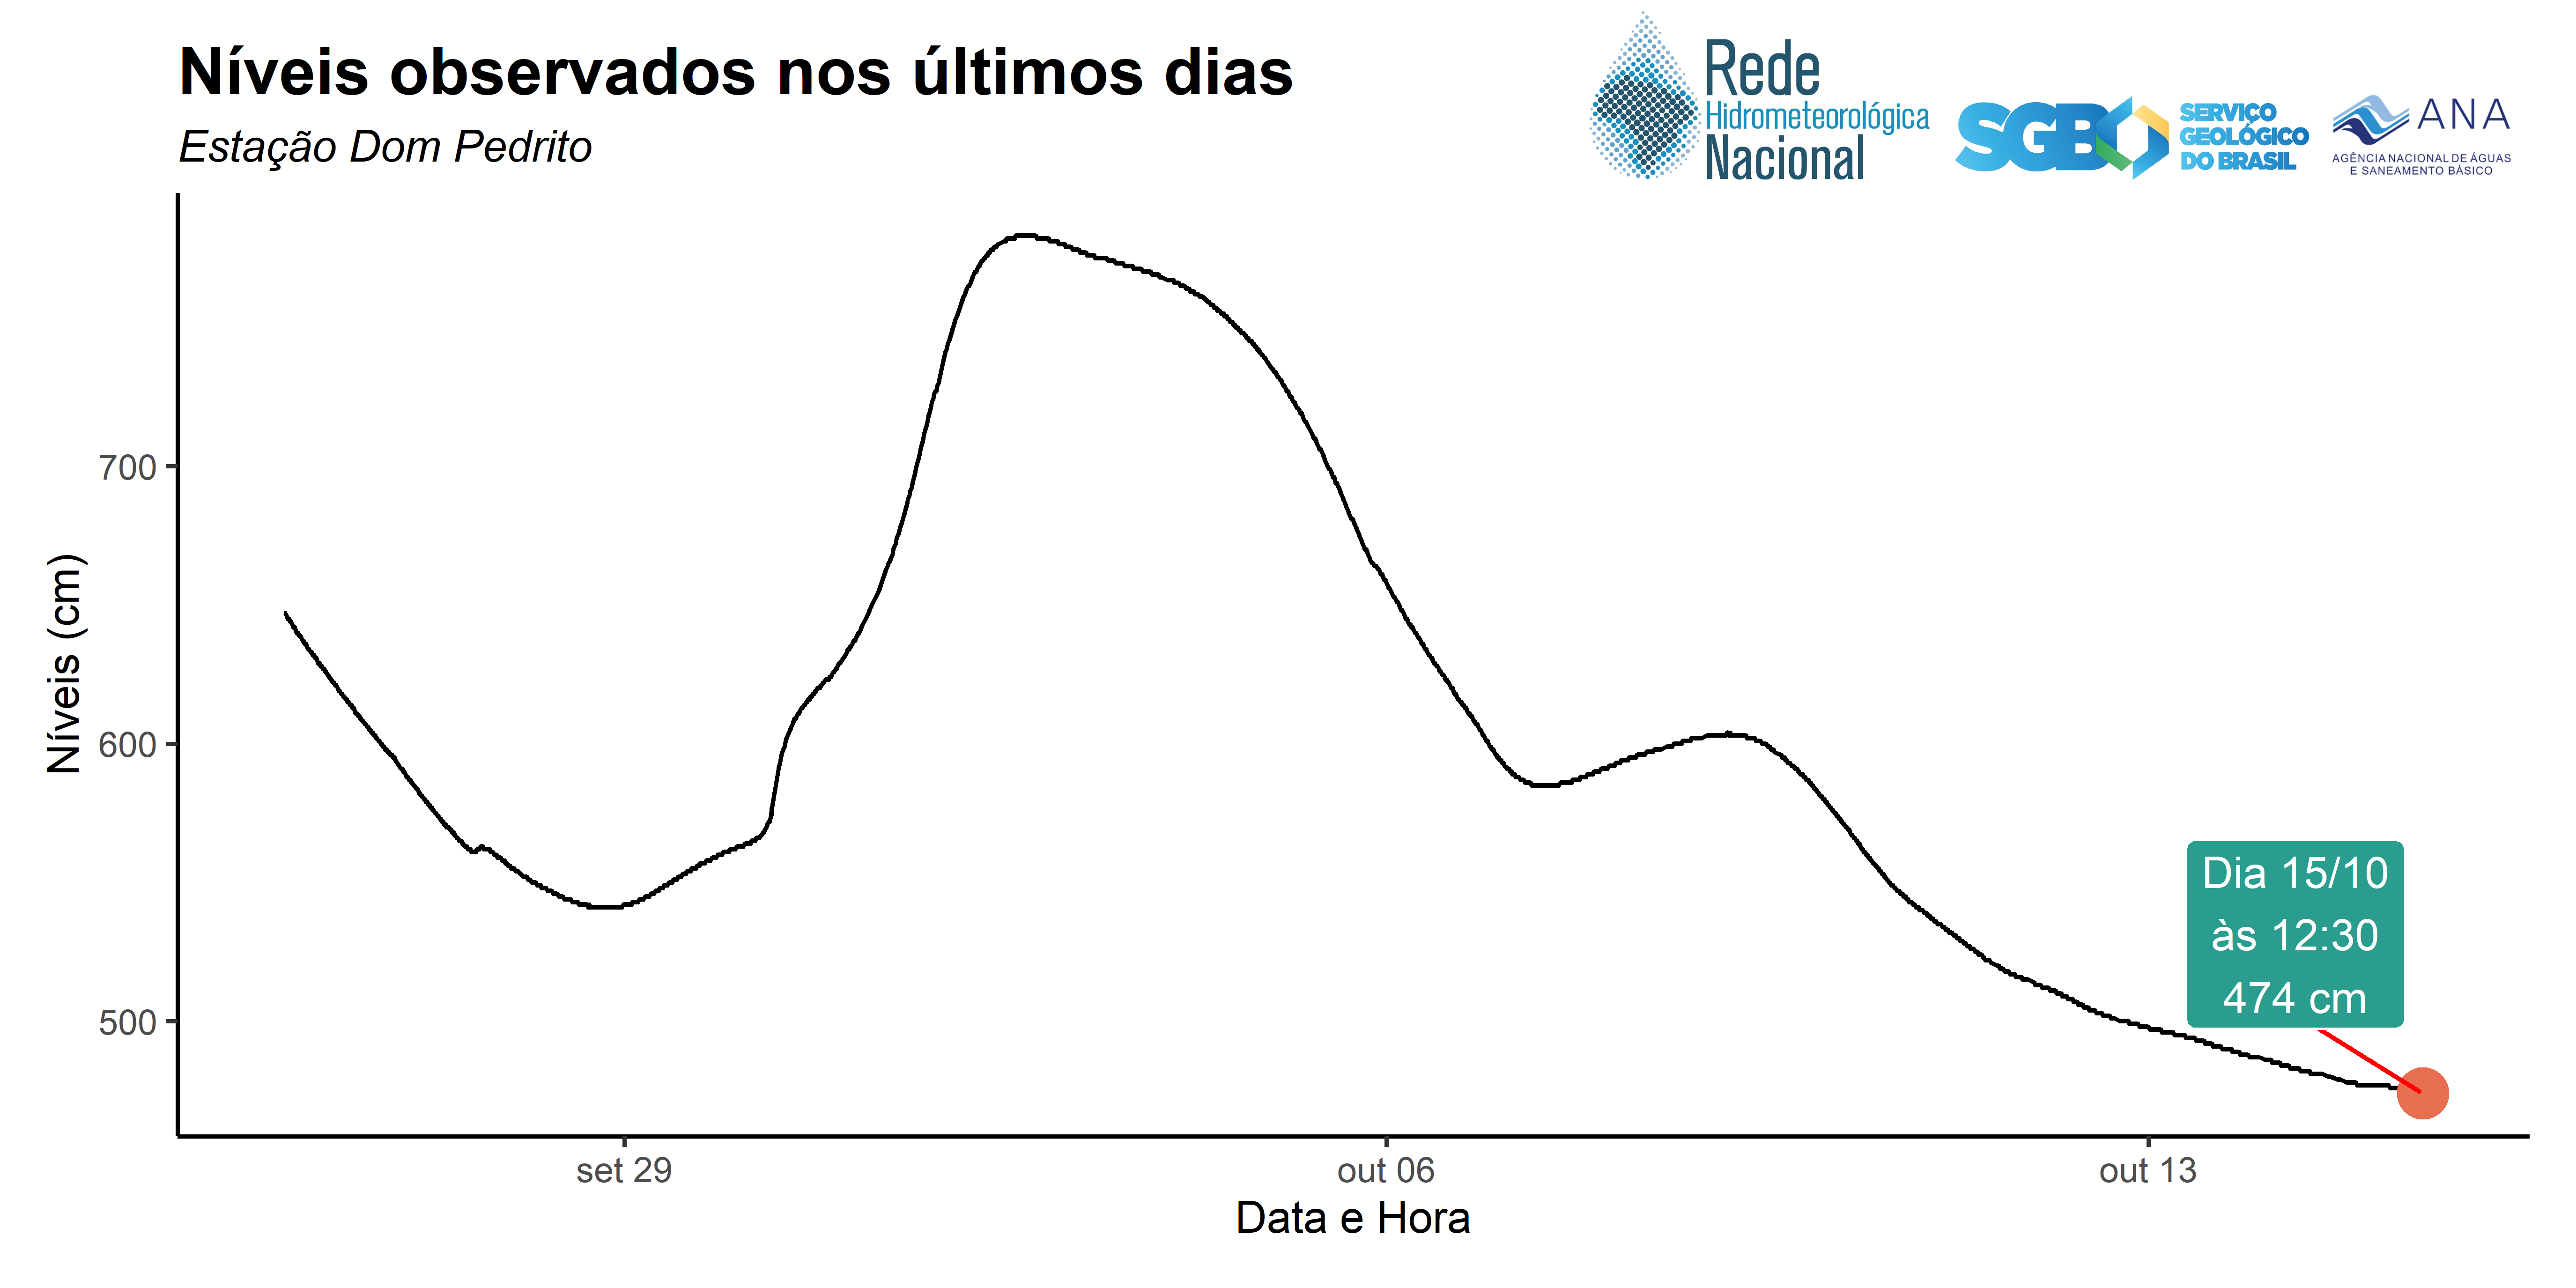 Níveis observados nos últimos dias
Estação Dom Pedrito
Rede
Hidrometeorológica
Nacional
SGB
SERVIÇO
GEOLÓGICO
DO BRASIL
ANA
AGÊNCIA NACIONAL DE ÁGUAS
E SANEAMENTO BÁSICO
Níveis (cm)
700
600
500
Dia 15/10
às 12:30
474 cm
set 29
out 06
out 13
Data e Hora